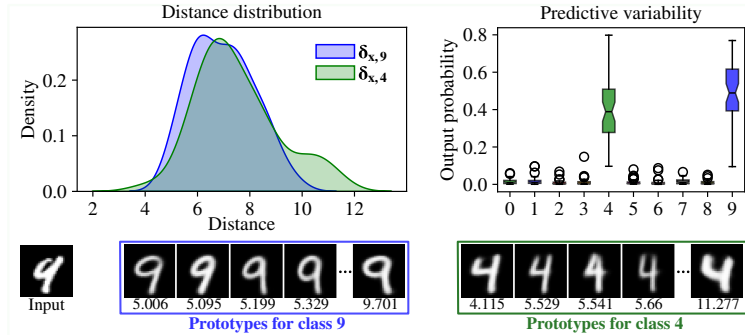 Distance distribution
Predictive variability
Density
0.2
0.1
0.0
δx,9
δx,4
2 4 6 8 10 12
Distance
Output probability
0.8
0.6
0.4
0.2
0.0
0 1 2 3 4 5 6 7 8 9
Input
5.006 5.095 5.199 5.329 ... 9.701
Prototypes for class 9
4.115 5.529 5.541 5.66 ... 11.277
Prototypes for class 4